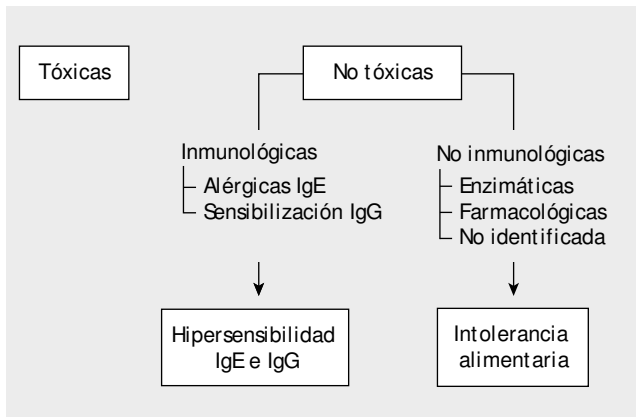 Tóxicas
No tóxicas
Inmunológicas
Alérgicas IgE
Sensibilización IgG
No inmunológicas
Enzimáticas
Farmacológicas
No identificada
Hipersensibilidad
IgE e IgG
Intolerancia
alimentaria